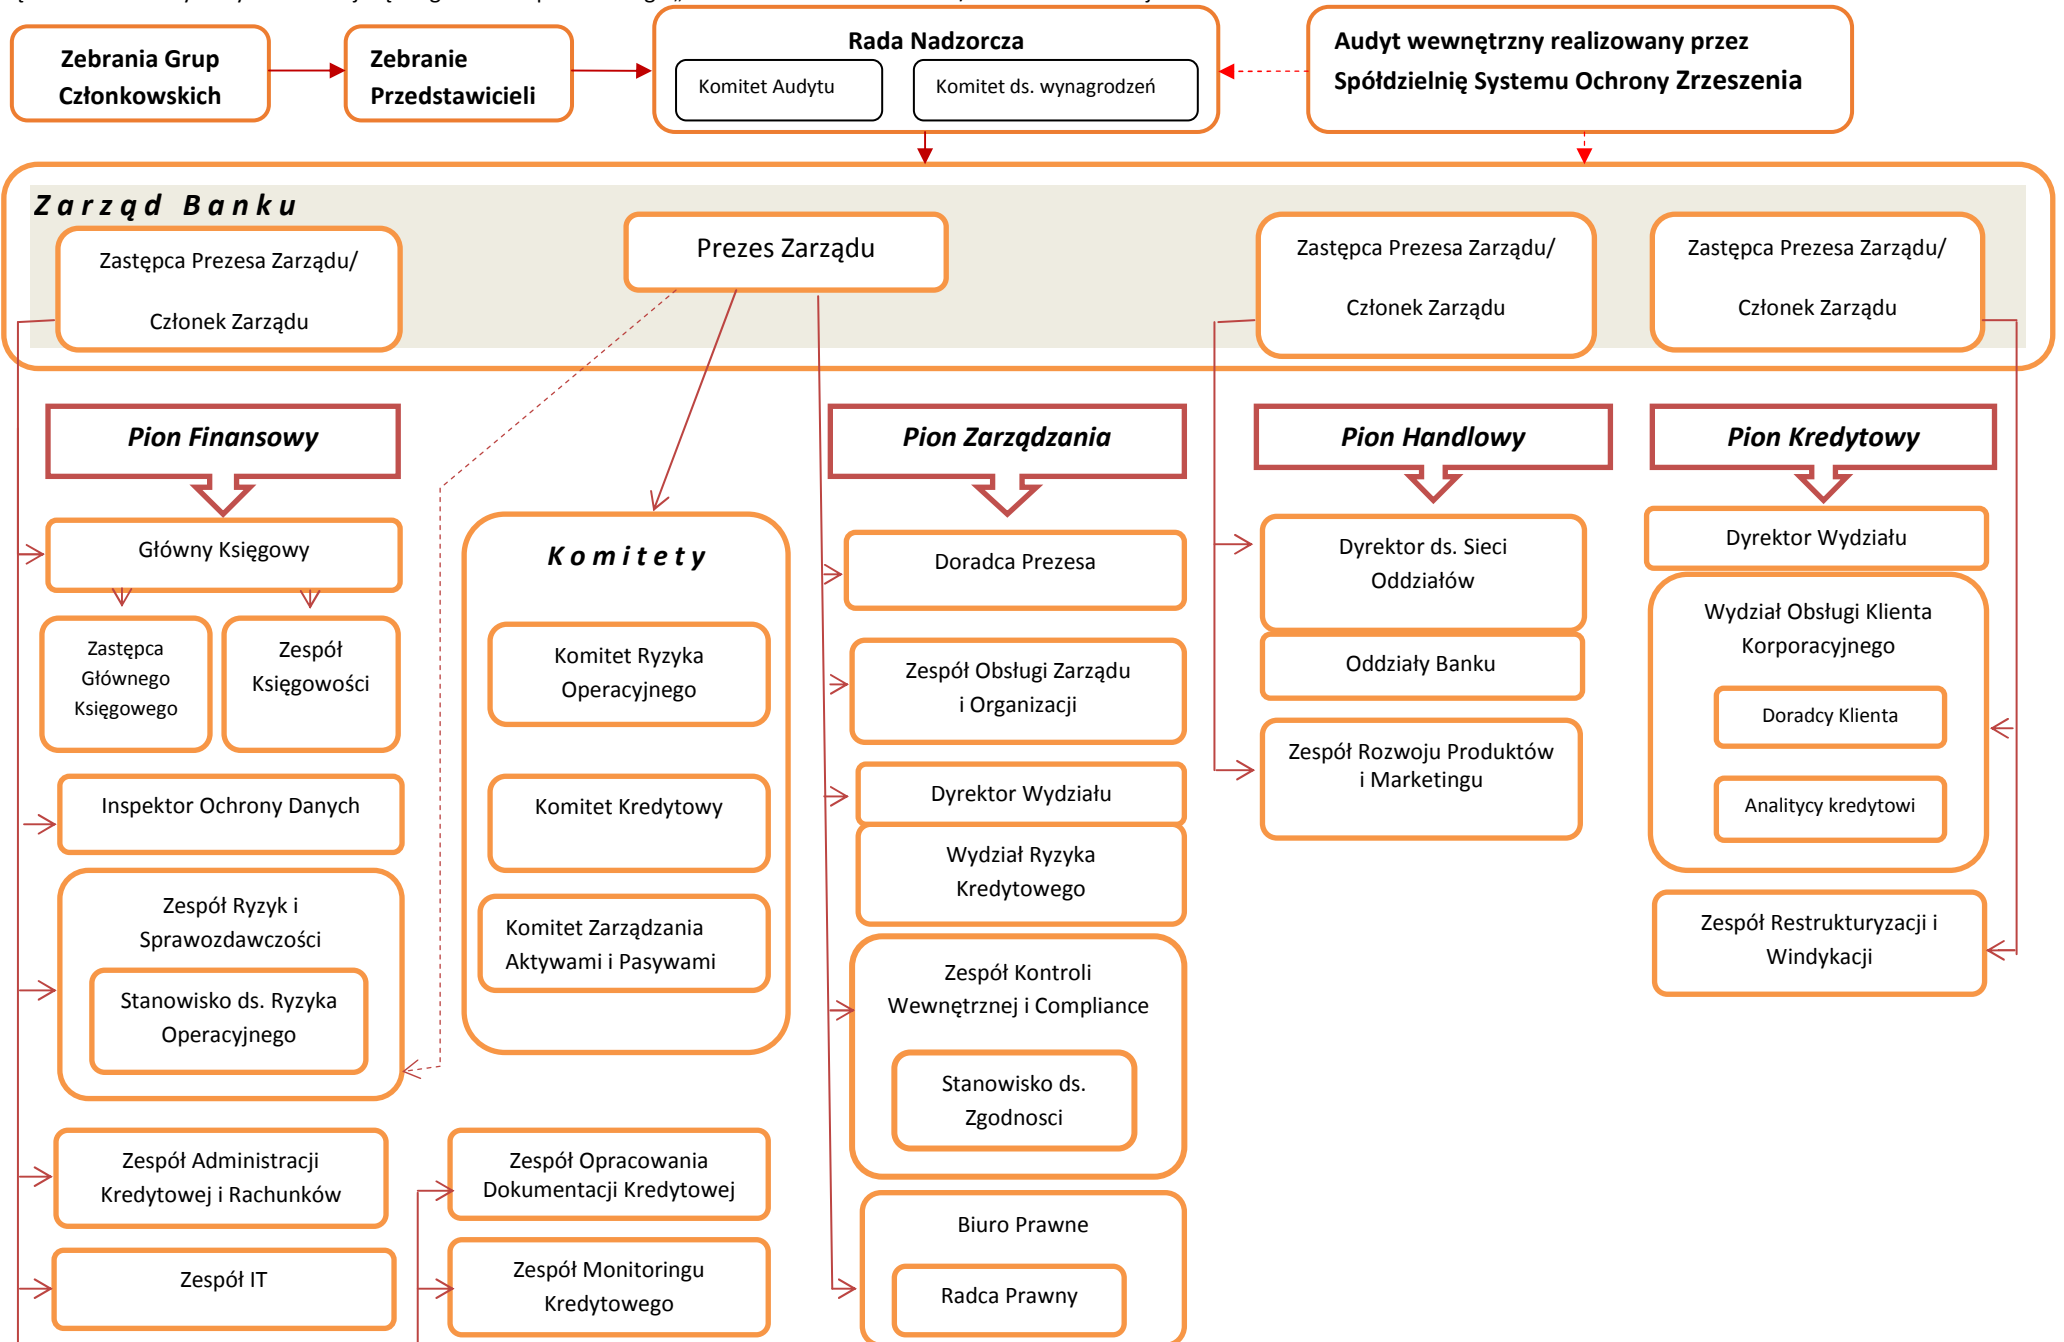 Zebrania Grup
Członkowskich
Zebranie
Przedstawicieli
Rada Nadzorcza
Komitet Audytu
Komitet ds. wynagrodzeń
Audyt wewnętrzny realizowany przez
Spółdzielnię Systemu Ochrony Zrzeszenia
Zarząd Banku
Zastępca Prezesa Zarządu/
Członek Zarządu
Prezes Zarządu
Zastępca Prezesa Zarządu/
Członek Zarządu
Zastępca Prezesa Zarządu/
Członek Zarządu
Pion Finansowy
Pion Zarządzania
Pion Handlowy
Pion Kredytowy
Główny Księgowy
Zastępca
Głównego
Księgowego
Zespół
Księgowości
Inspektor Ochrony Danych
Zespół Ryzyk i
Sprawozdawczości
Stanowisko ds. Ryzyka
Operacyjnego
Zespół Administracji
Kredytowej i Rachunków
Zespół IT
Komitety
Komitet Ryzyka
Operacyjnego
Komitet Kredytowy
Komitet Zarządzania
Aktywami i Pasywami
Zespół Opracowania
Dokumentacji Kredytowej
Zespół Monitoringu
Kredytowego
Doradca Prezesa
Zespół Obsługi Zarządu
i Organizacji
Dyrektor Wydziału
Wydział Ryzyka
Kredytowego
Zespół Kontroli
Wewnętrznej i Compliance
Stanowisko ds.
Zgodnosci
Biuro Prawne
Radca Prawny
Dyrektor ds. Sieci
Oddziałów
Oddziały Banku
Zespół Rozwoju Produktów
i Marketingu
Dyrektor Wydziału
Wydział Obsługi Klienta
Korporacyjnego
Doradcy Klienta
Analitycy kredytowi
Zespół Restrukturyzacji i
Windykacji